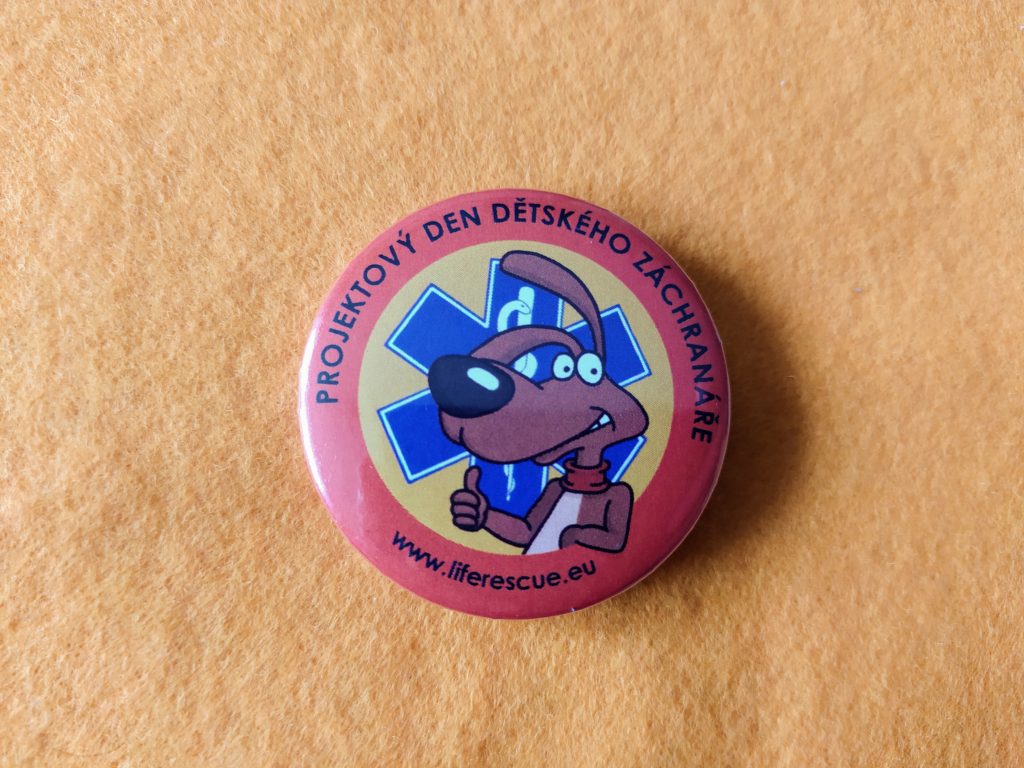 PROJEKTOVÝ DEN DĚTSKÉHO ZÁCHRANÁŘE
www.liferescue.eu